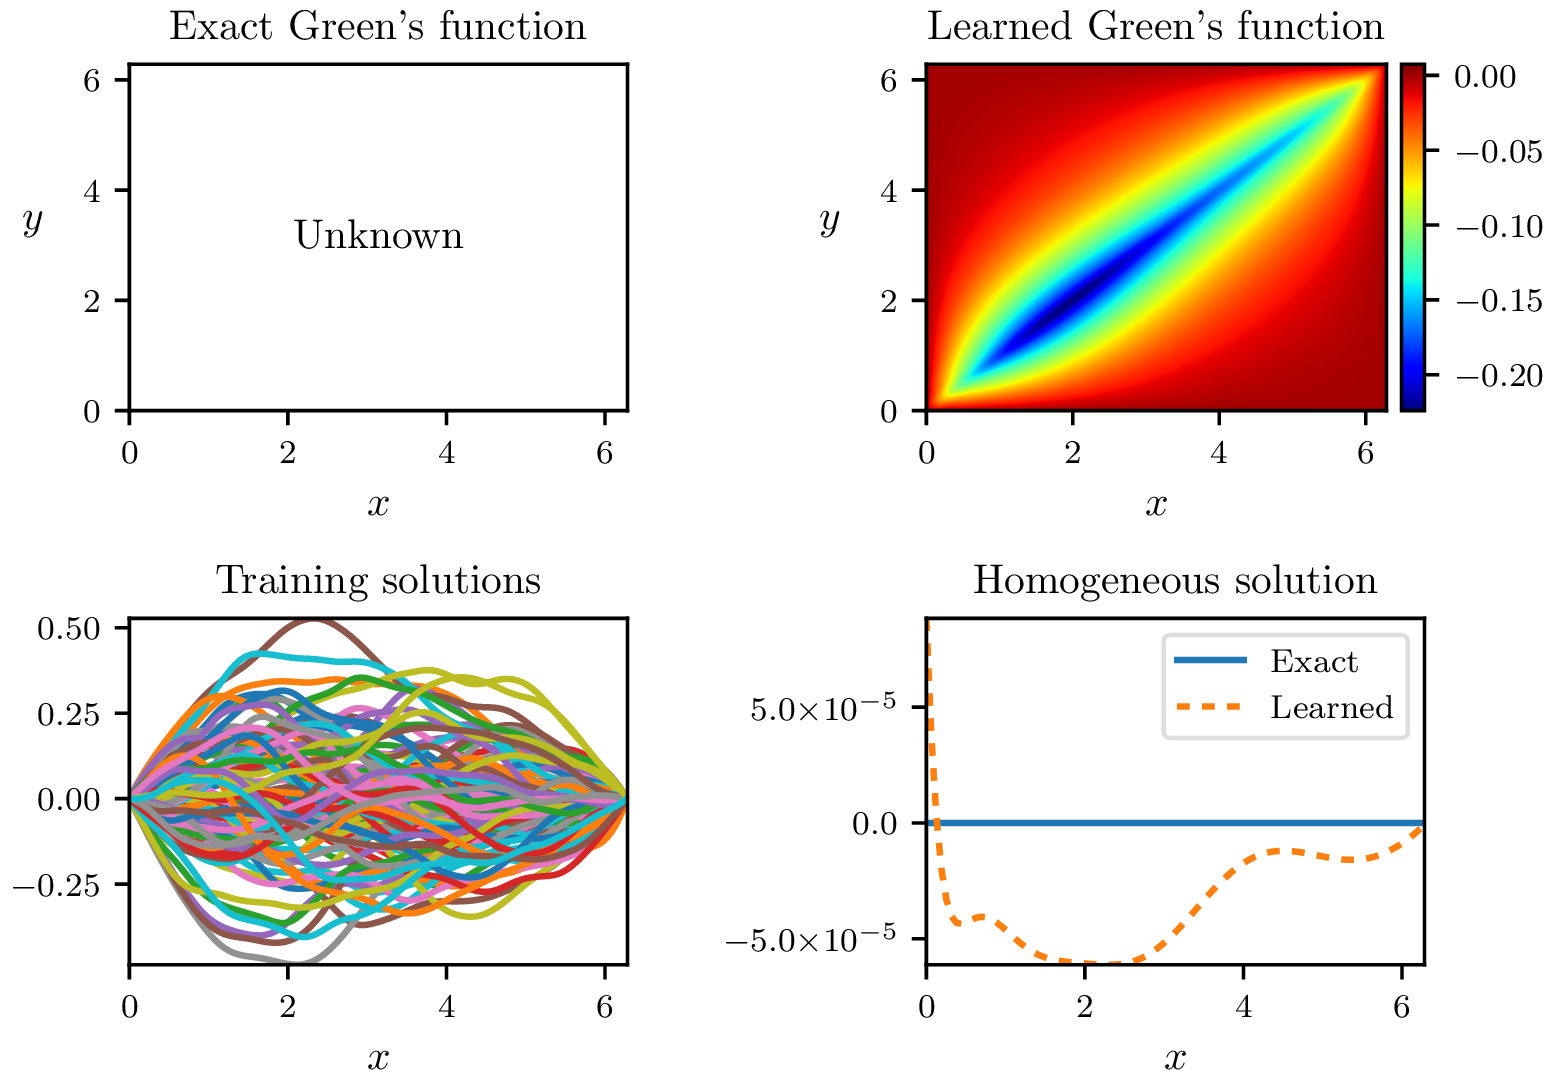 Exact Green's function
6
4
2
0
y
Unknown
0 2 4 6
x
Learned Green's function
6
4
2
0
y
0 2 4 6
x
0.00
−0.05
−0.10
−0.15
−0.20
Training solutions
0.50
0.25
0.00
−0.25
0 2 4 6
x
Homogeneous solution
5.0×10⁻⁵
0.0
−5.0×10⁻⁵
Exact
Learned
0 2 4 6
x